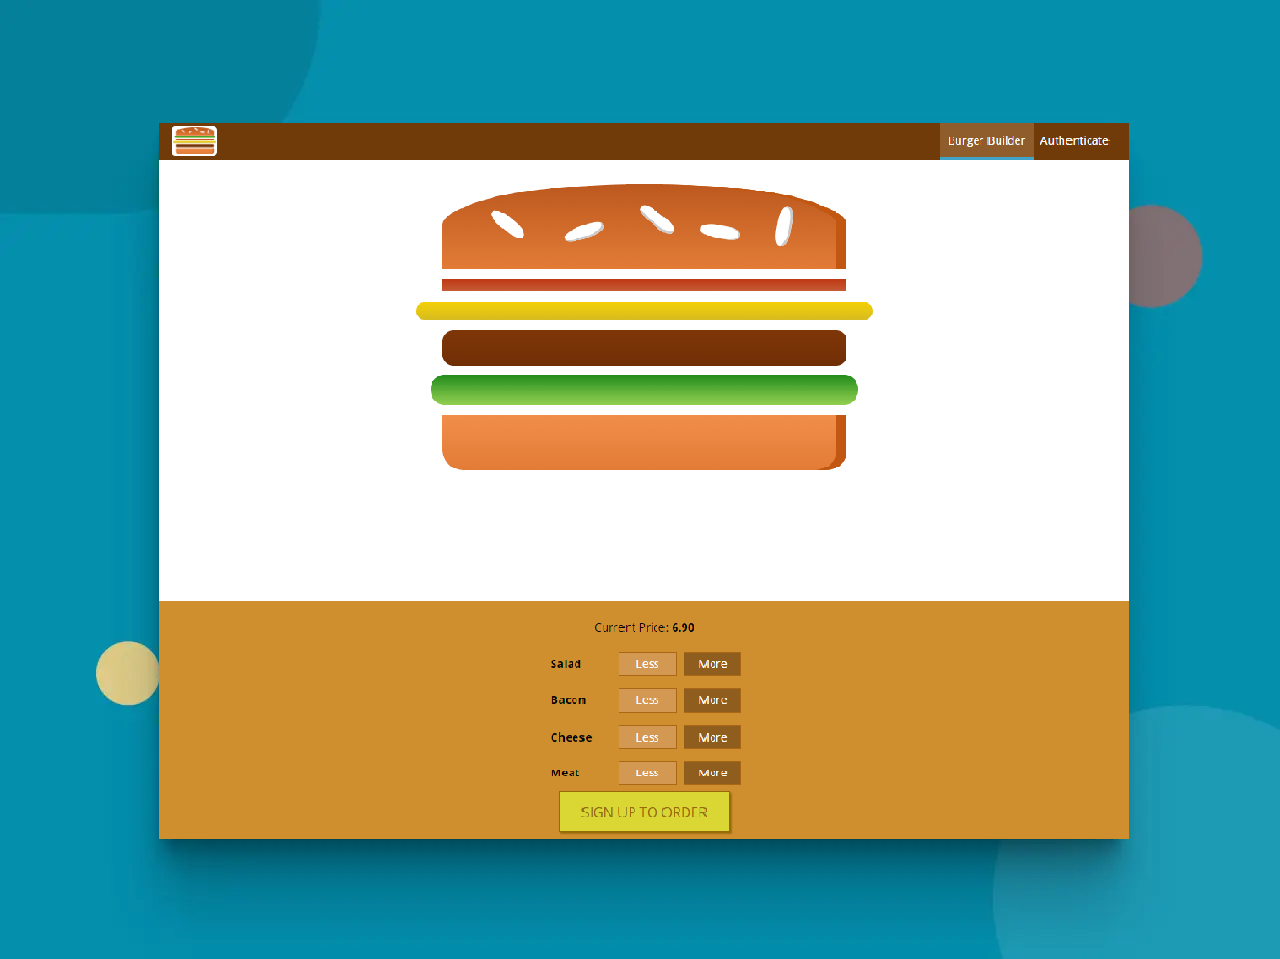 Burger Builder Authenticate
Current Price: 6.90
Salad Less More
Bacon Less More
Cheese Less More
Meat Less More
SIGN UP TO ORDER